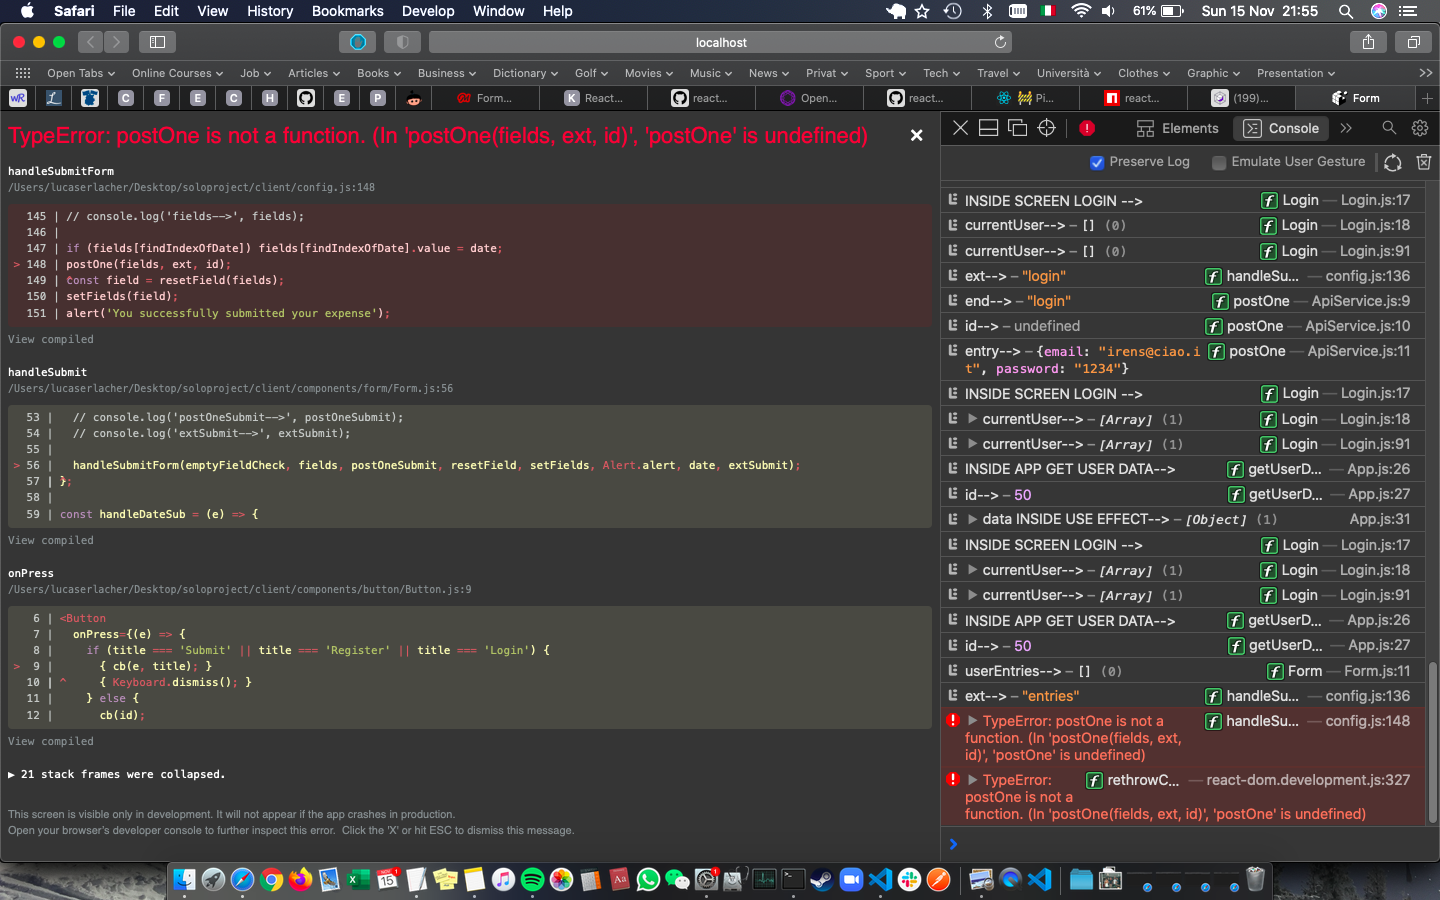 Safari File Edit View History Bookmarks Develop Window Help 61% Sun 15 Nov 21:55
localhost
Open Tabs Online Courses Job Articles Books Business Dictionary Golf Movies Music News Privat Sport Tech Travel Università Clothes Graphic Presentation
wR L C F E C H E P Form... K React... react... Open... react... Pi... react... (199)... Form
TypeError: postOne is not a function. (In 'postOne(fields, ext, id)', 'postOne' is undefined)
handleSubmitForm
/Users/lucaserlacher/Desktop/soloproject/client/config.js:148
145 | // console.log('fields-->', fields);
146 |
147 | if (fields[findIndexOfDate]) fields[findIndexOfDate].value = date;
> 148 | postOne(fields, ext, id);
149 | const field = resetField(fields);
150 | setFields(field);
151 | alert('You successfully submitted your expense');
View compiled
handleSubmit
/Users/lucaserlacher/Desktop/soloproject/client/components/form/Form.js:56
53 | // console.log('postOneSubmit-->', postOneSubmit);
54 | // console.log('extSubmit-->', extSubmit);
55 |
> 56 | handleSubmitForm(emptyFieldCheck, fields, postOneSubmit, resetField, setFields, Alert.alert, date, extSubmit);
57 | };
58 |
59 | const handleDateSub = (e) => {
View compiled
onPress
/Users/lucaserlacher/Desktop/soloproject/client/components/button/Button.js:9
6 | <Button
7 | onPress={(e) => {
8 | if (title === 'Submit' || title === 'Register' || title === 'Login') {
> 9 | { cb(e, title); }
10 | ^ { Keyboard.dismiss(); }
11 | } else {
12 | cb(id);
View compiled
▶ 21 stack frames were collapsed.
This screen is visible only in development. It will not appear if the app crashes in production.
Open your browser's developer console to further inspect this error. Click the 'X' or hit ESC to dismiss this message.
Elements Console
Preserve Log Emulate User Gesture
INSIDE SCREEN LOGIN --> f Login — Login.js:17
currentUser--> – [] (0) f Login — Login.js:18
currentUser--> – [] (0) f Login — Login.js:91
ext--> – "login" f handleSu... — config.js:136
end--> – "login" f postOne — ApiService.js:9
id--> – undefined f postOne — ApiService.js:10
entry--> – {email: "irens@ciao.i f postOne — ApiService.js:11
t", password: "1234"}
INSIDE SCREEN LOGIN --> f Login — Login.js:17
▶ currentUser--> – [Array] (1) f Login — Login.js:18
▶ currentUser--> – [Array] (1) f Login — Login.js:91
INSIDE APP GET USER DATA--> f getUserD... — App.js:26
id--> – 50 f getUserD... — App.js:27
▶ data INSIDE USE EFFECT--> – [Object] (1) App.js:31
INSIDE SCREEN LOGIN --> f Login — Login.js:17
▶ currentUser--> – [Array] (1) f Login — Login.js:18
▶ currentUser--> – [Array] (1) f Login — Login.js:91
INSIDE APP GET USER DATA--> f getUserD... — App.js:26
id--> – 50 f getUserD... — App.js:27
userEntries--> – [] (0) f Form — Form.js:11
ext--> – "entries" f handleSu... — config.js:136
▶ TypeError: postOne is not a f handleSu... — config.js:148
function. (In 'postOne(fields, ext,
id)', 'postOne' is undefined)
▶ TypeError: f rethrowC... — react-dom.development.js:327
postOne is not a
function. (In 'postOne(fields, ext, id)', 'postOne' is undefined)
NOV 15 1 Aa 1